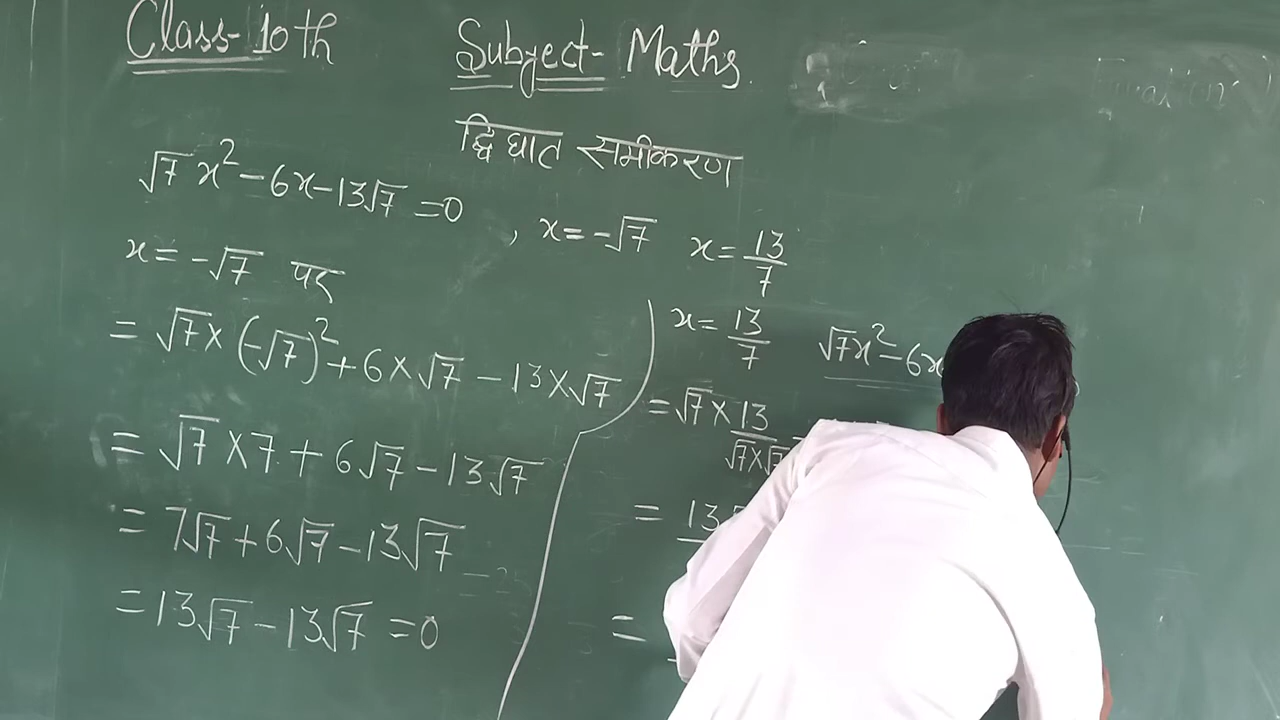 Class-10th
Subject- Maths
द्विघात समीकरण
√7 x² - 6x - 13√7 = 0
, x = -√7   x = 13/7
x = -√7 पर
= √7 × (-√7)² + 6 × √7 - 13 × √7
= √7 × 7 + 6√7 - 13√7
= 7√7 + 6√7 - 13√7
= 13√7 - 13√7 = 0
x = 13/7   √7x² - 6x
= √7 × 13/√7×√7
= 13
=